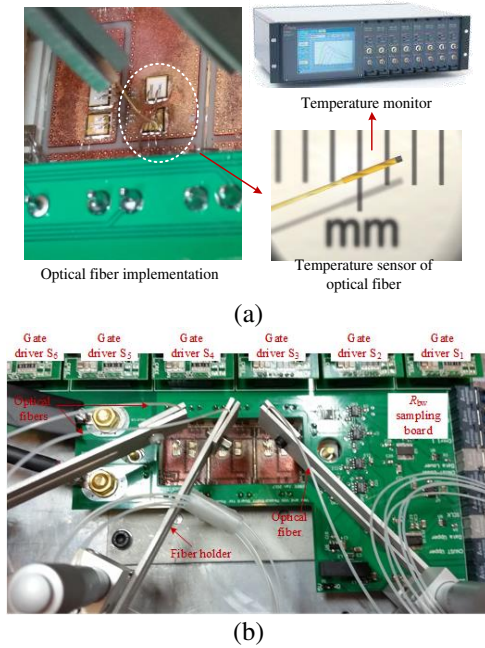 Temperature monitor
mm
Optical fiber implementation
Temperature sensor of
optical fiber
(a)
Gate
driver S6
Gate
driver S5
Gate
driver S4
Gate
driver S3
Gate
driver S2
Gate
driver S1
Optical
fibers
Rbw
sampling
board
Optical
fiber
Fiber holder
(b)